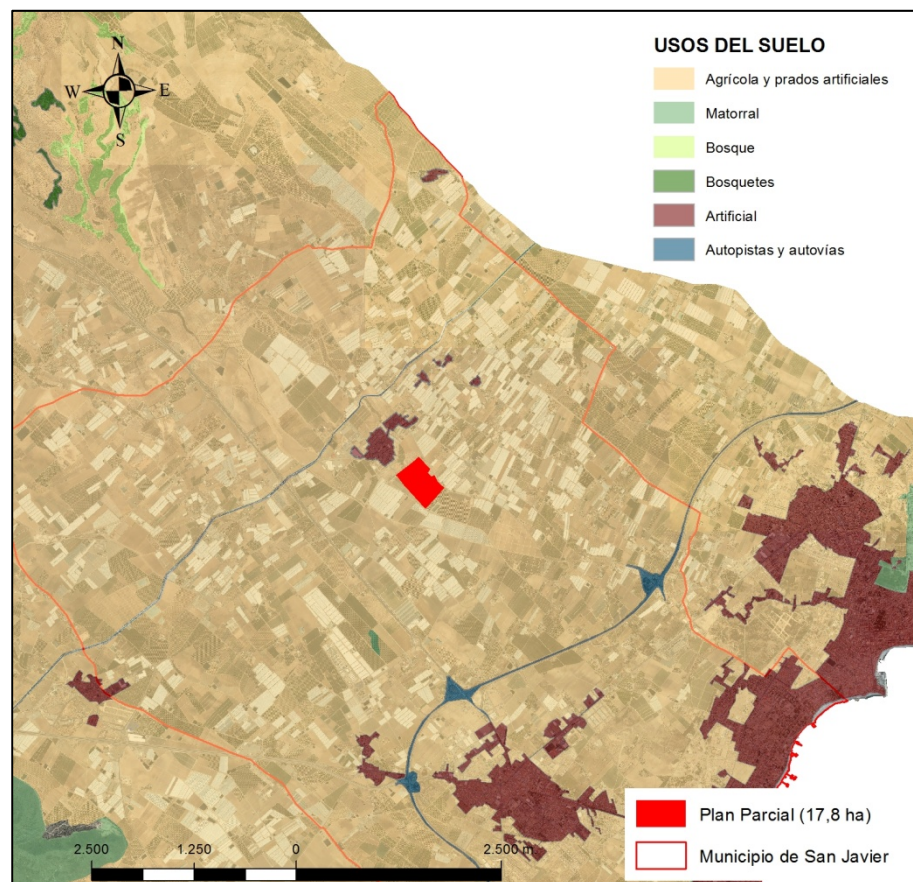 N
W E
S
USOS DEL SUELO
Agrícola y prados artificiales
Matorral
Bosque
Bosquetes
Artificial
Autopistas y autovías
Plan Parcial (17,8 ha)
Municipio de San Javier
2.500 1.250 0 2.500 m